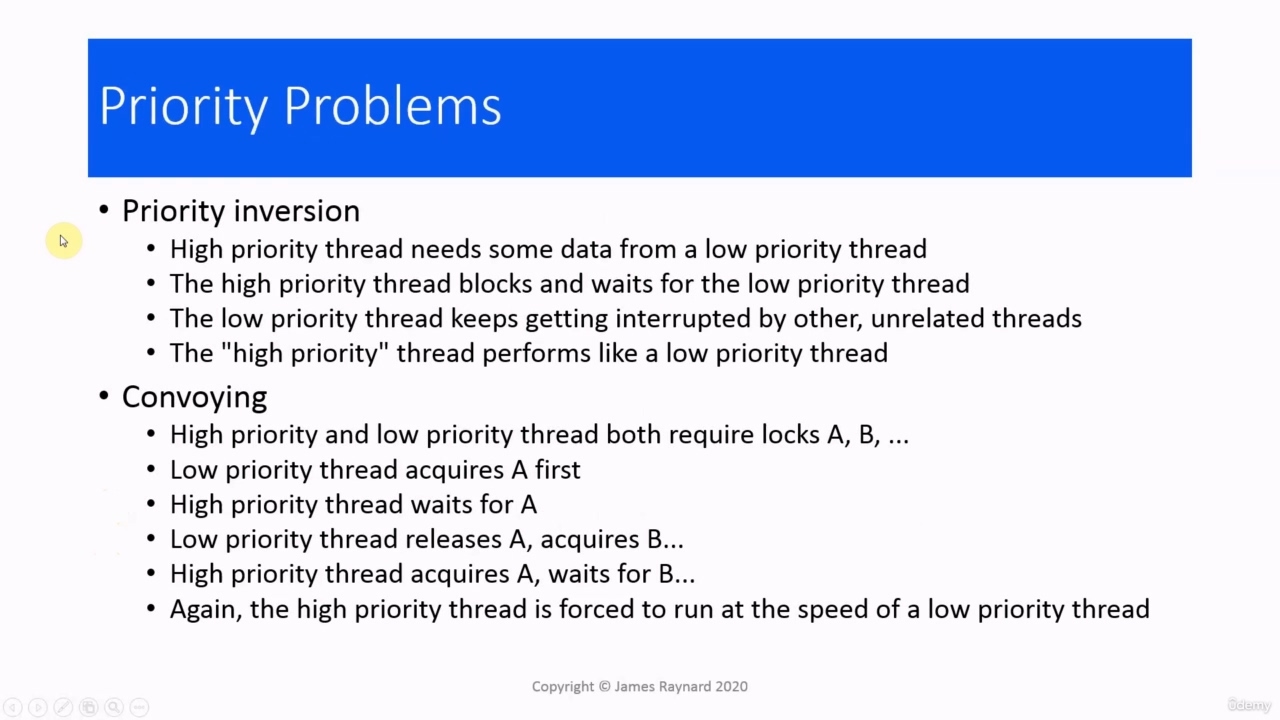 Priority Problems
• Priority inversion
• High priority thread needs some data from a low priority thread
• The high priority thread blocks and waits for the low priority thread
• The low priority thread keeps getting interrupted by other, unrelated threads
• The "high priority" thread performs like a low priority thread
• Convoying
• High priority and low priority thread both require locks A, B, ...
• Low priority thread acquires A first
• High priority thread waits for A
• Low priority thread releases A, acquires B...
• High priority thread acquires A, waits for B...
• Again, the high priority thread is forced to run at the speed of a low priority thread
Copyright © James Raynard 2020
ûdemy